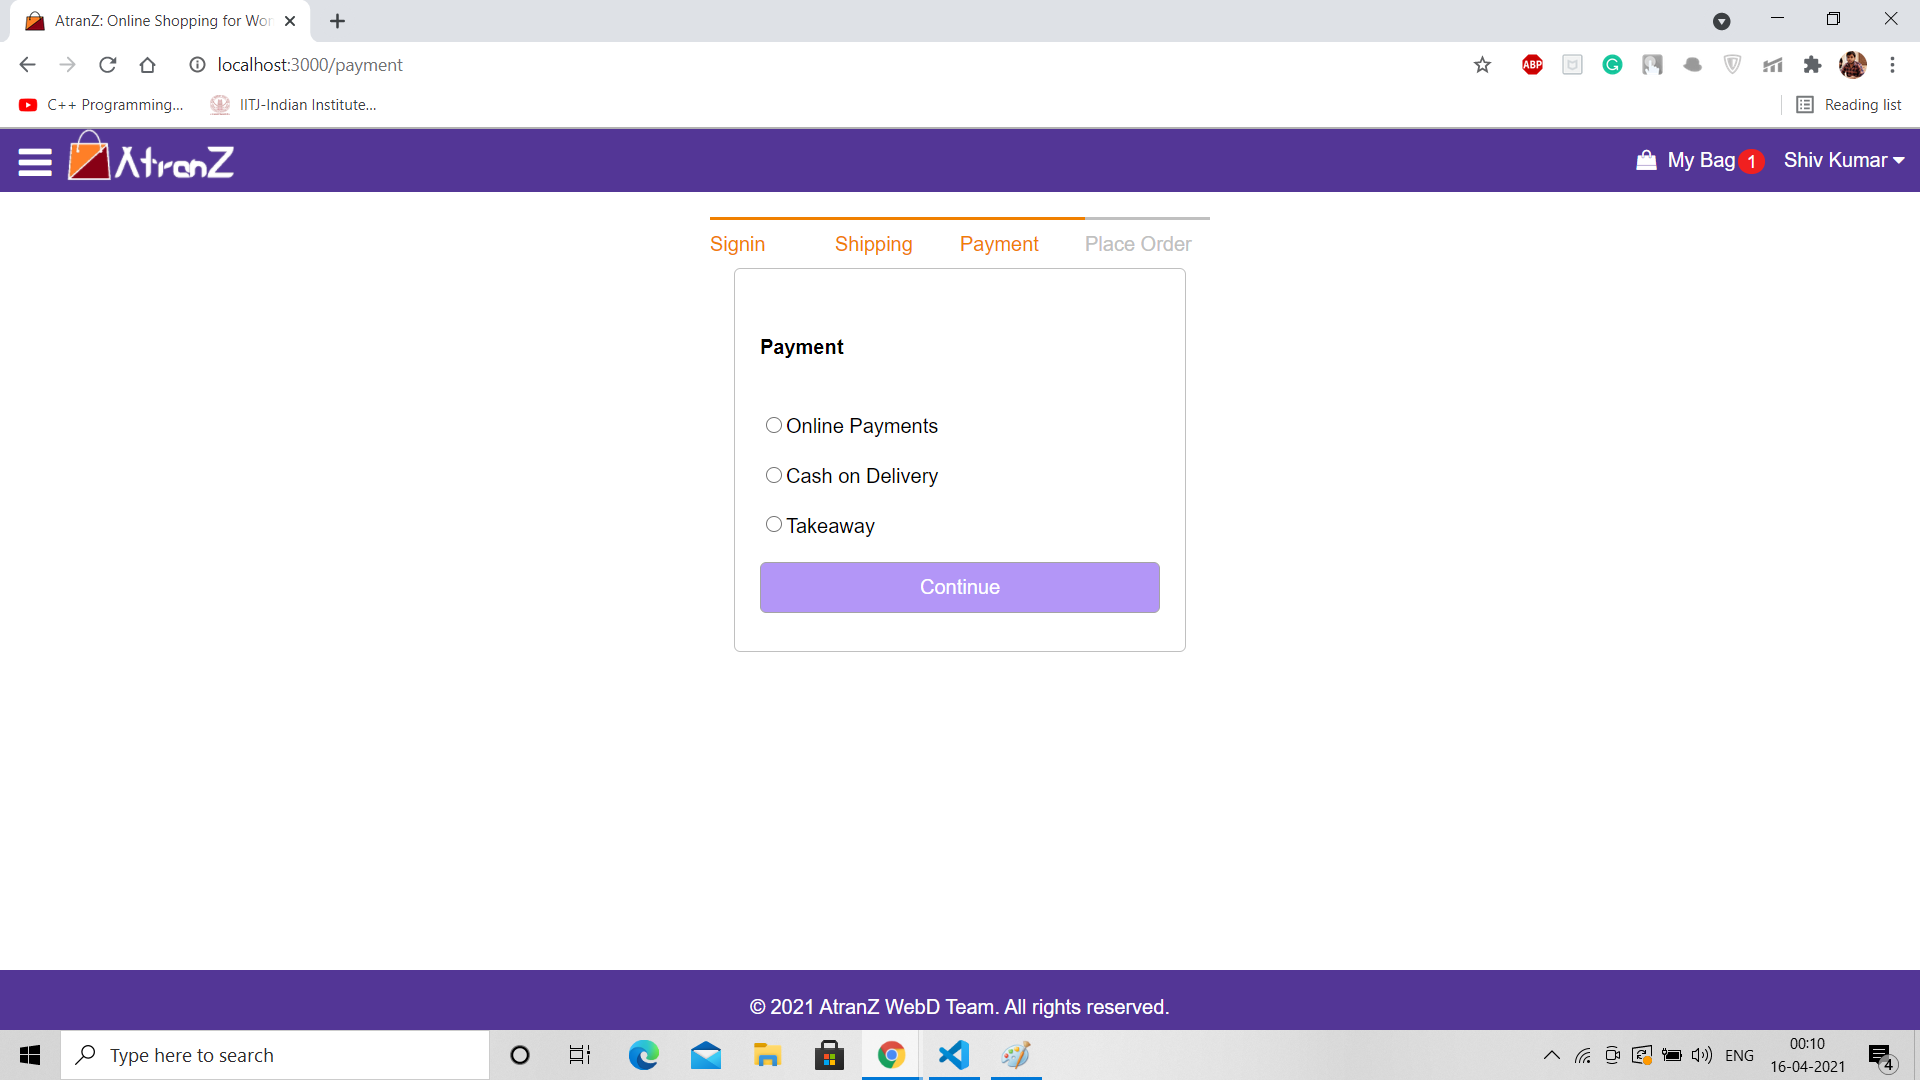 AtranZ: Online Shopping for Wor
localhost:3000/payment
ABP
C++ Programming...
IITJ-Indian Institute...
Reading list
AtranZ
My Bag 1
Shiv Kumar
Signin
Shipping
Payment
Place Order
Payment
Online Payments
Cash on Delivery
Takeaway
Continue
© 2021 AtranZ WebD Team. All rights reserved.
Type here to search
ENG
00:10
16-04-2021
4